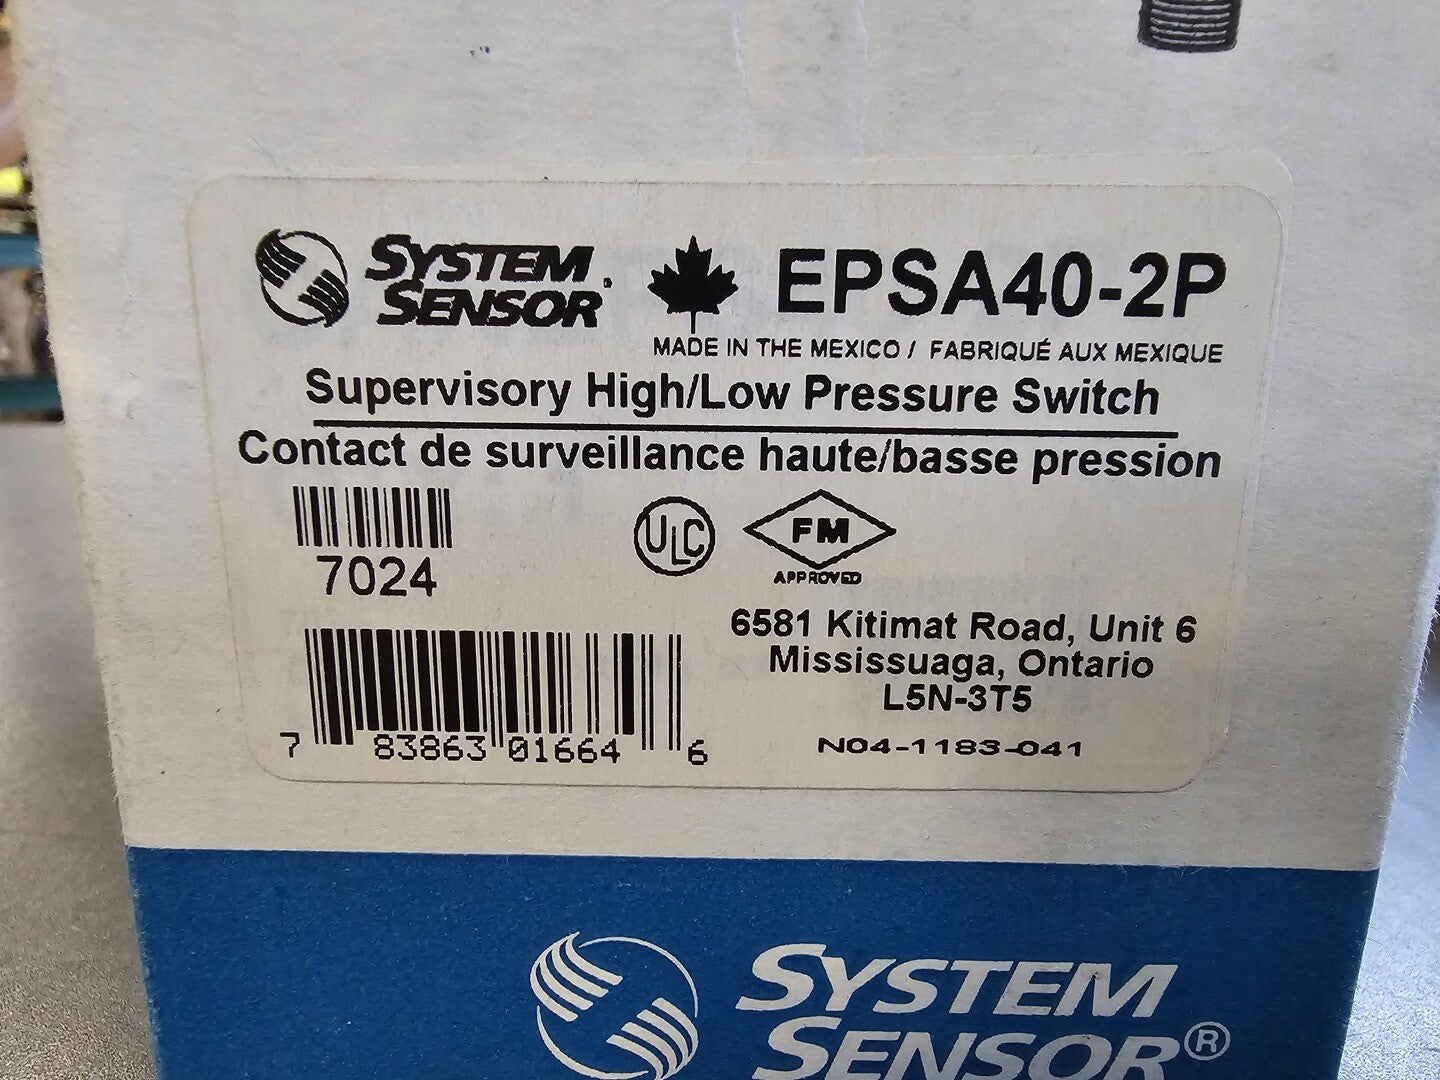 SYSTEM
SENSOR
EPSA40-2P
MADE IN THE MEXICO / FABRIQUÉ AUX MEXIQUE
Supervisory High/Low Pressure Switch
Contact de surveillance haute/basse pression
7024
ULC
FM
APPROVED
6581 Kitimat Road, Unit 6
Mississuaga, Ontario
L5N-3T5
7 83863 01664 6
N04-1183-041
SYSTEM
SENSOR®